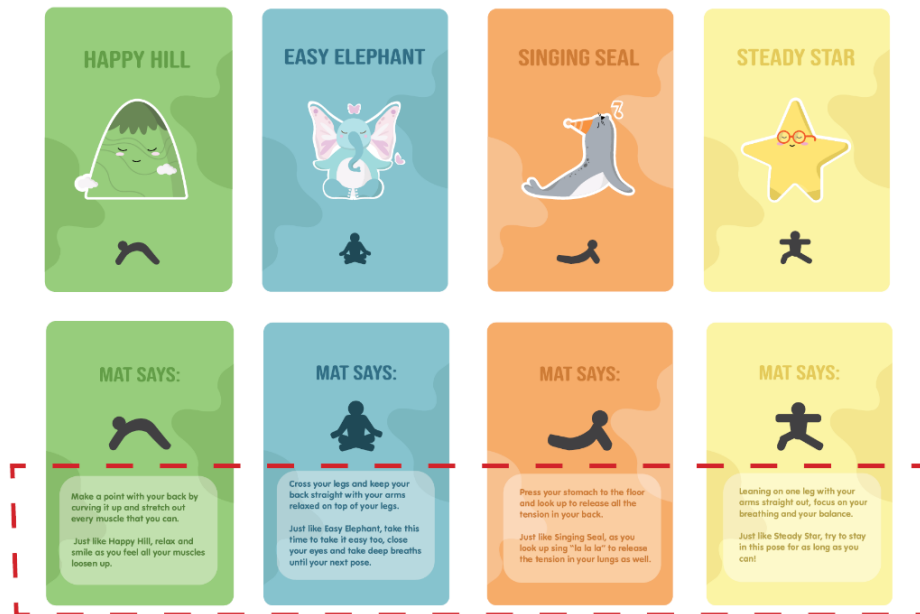 HAPPY HILL
EASY ELEPHANT
SINGING SEAL
STEADY STAR
MAT SAYS:
Make a point with your back by
curving it up and stretch out
every muscle that you can.
Just like Happy Hill, relax and
smile as you feel all your muscles
loosen up.
MAT SAYS:
Cross your legs and keep your
back straight with your arms
relaxed on top of your legs.
Just like Easy Elephant, take this
time to take it easy too, close
your eyes and take deep breaths
until your next pose.
MAT SAYS:
Press your stomach to the floor
and look up to release all the
tension in your back.
Just like Singing Seal, as you
look up sing "la la la" to release
the tension in your lungs as well.
MAT SAYS:
Leaning on one leg with your
arms straight out, focus on your
breathing and your balance.
Just like Steady Star, try to stay
in this pose for as long as you
can!